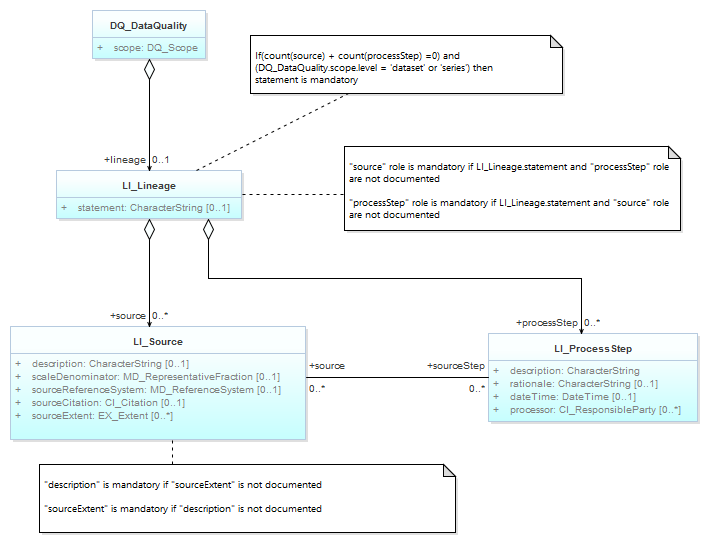 DQ_DataQuality
+ scope: DQ_Scope
If(count(source) + count(processStep) =0) and
(DQ_DataQuality.scope.level = 'dataset' or 'series') then
statement is mandatory
+lineage 0..1
LI_Lineage
+ statement: CharacterString [0..1]
"source" role is mandatory if LI_Lineage.statement and "processStep" role
are not documented
"processStep" role is mandatory if LI_Lineage.statement and "source" role
are not documented
+source 0..*
+processStep 0..*
LI_Source
+ description: CharacterString [0..1]
+ scaleDenominator: MD_RepresentativeFraction [0..1]
+ sourceReferenceSystem: MD_ReferenceSystem [0..1]
+ sourceCitation: CI_Citation [0..1]
+ sourceExtent: EX_Extent [0..*]
+source
0..*
+sourceStep
0..*
LI_ProcessStep
+ description: CharacterString
+ rationale: CharacterString [0..1]
+ dateTime: DateTime [0..1]
+ processor: CI_ResponsibleParty [0..*]
"description" is mandatory if "sourceExtent" is not documented
"sourceExtent" is mandatory if "description" is not documented